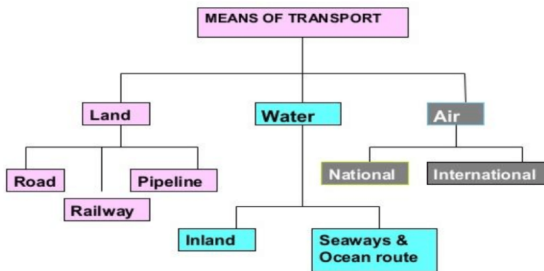 MEANS OF TRANSPORT
Land
Water
Air
Road
Railway
Pipeline
National
International
Inland
Seaways &
Ocean route